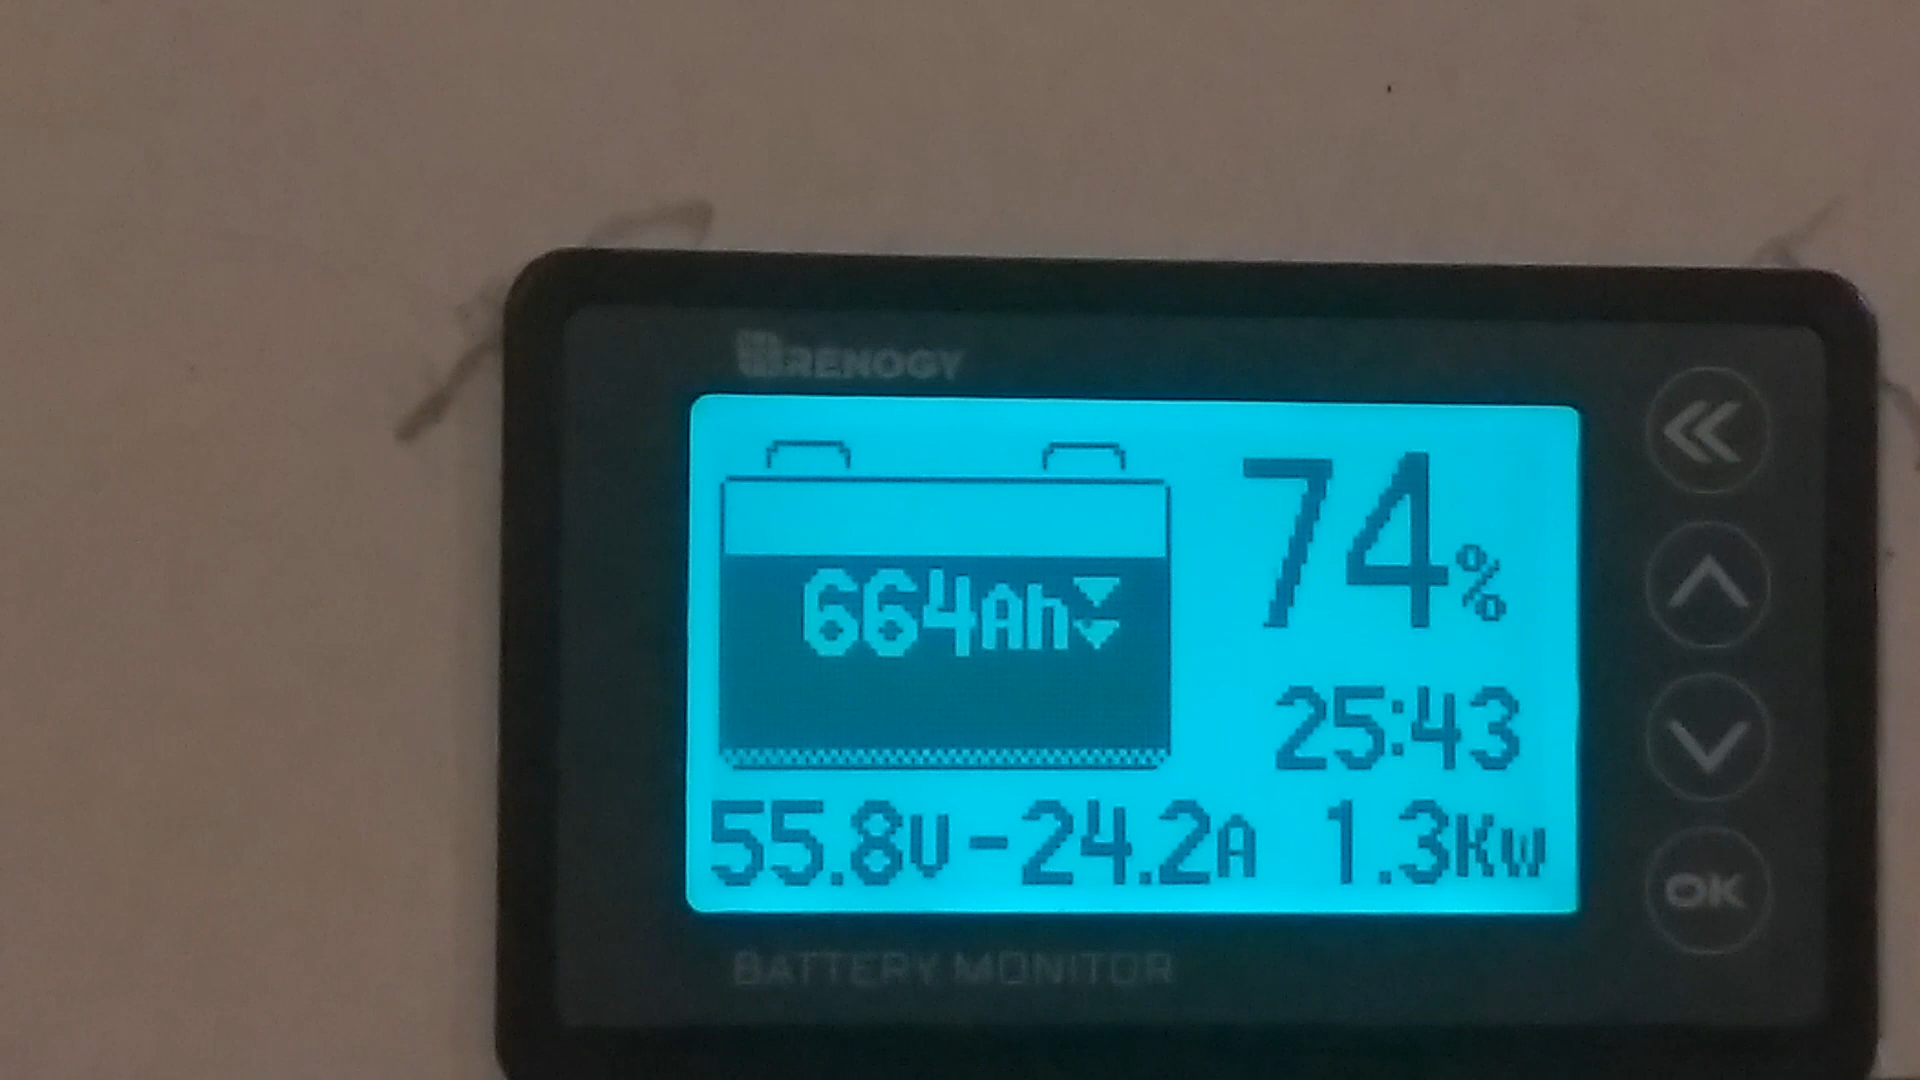 RENOGY
664Ah
74%
25:43
55.8V -24.2A 1.3Kw
OK
BATTERY MONITOR